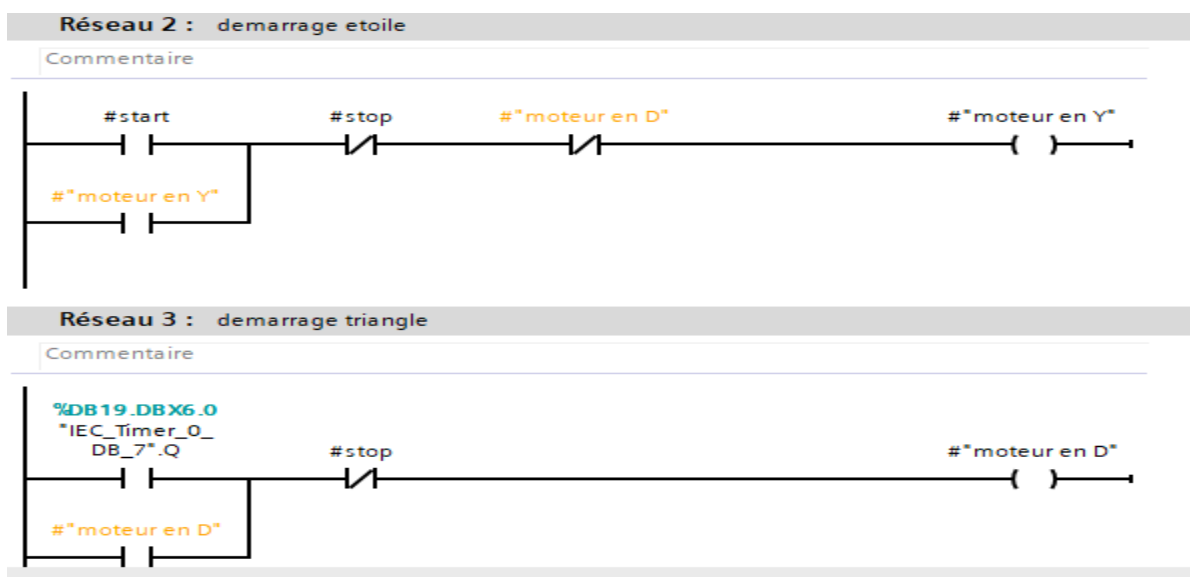 Réseau 2 : demarrage etoile
Commentaire
#start #stop #"moteur en D" #"moteur en Y"
#"moteur en Y"
Réseau 3 : demarrage triangle
Commentaire
%DB19.DBX6.0
"IEC_Timer_0_
DB_7".Q #stop #"moteur en D"
#"moteur en D"